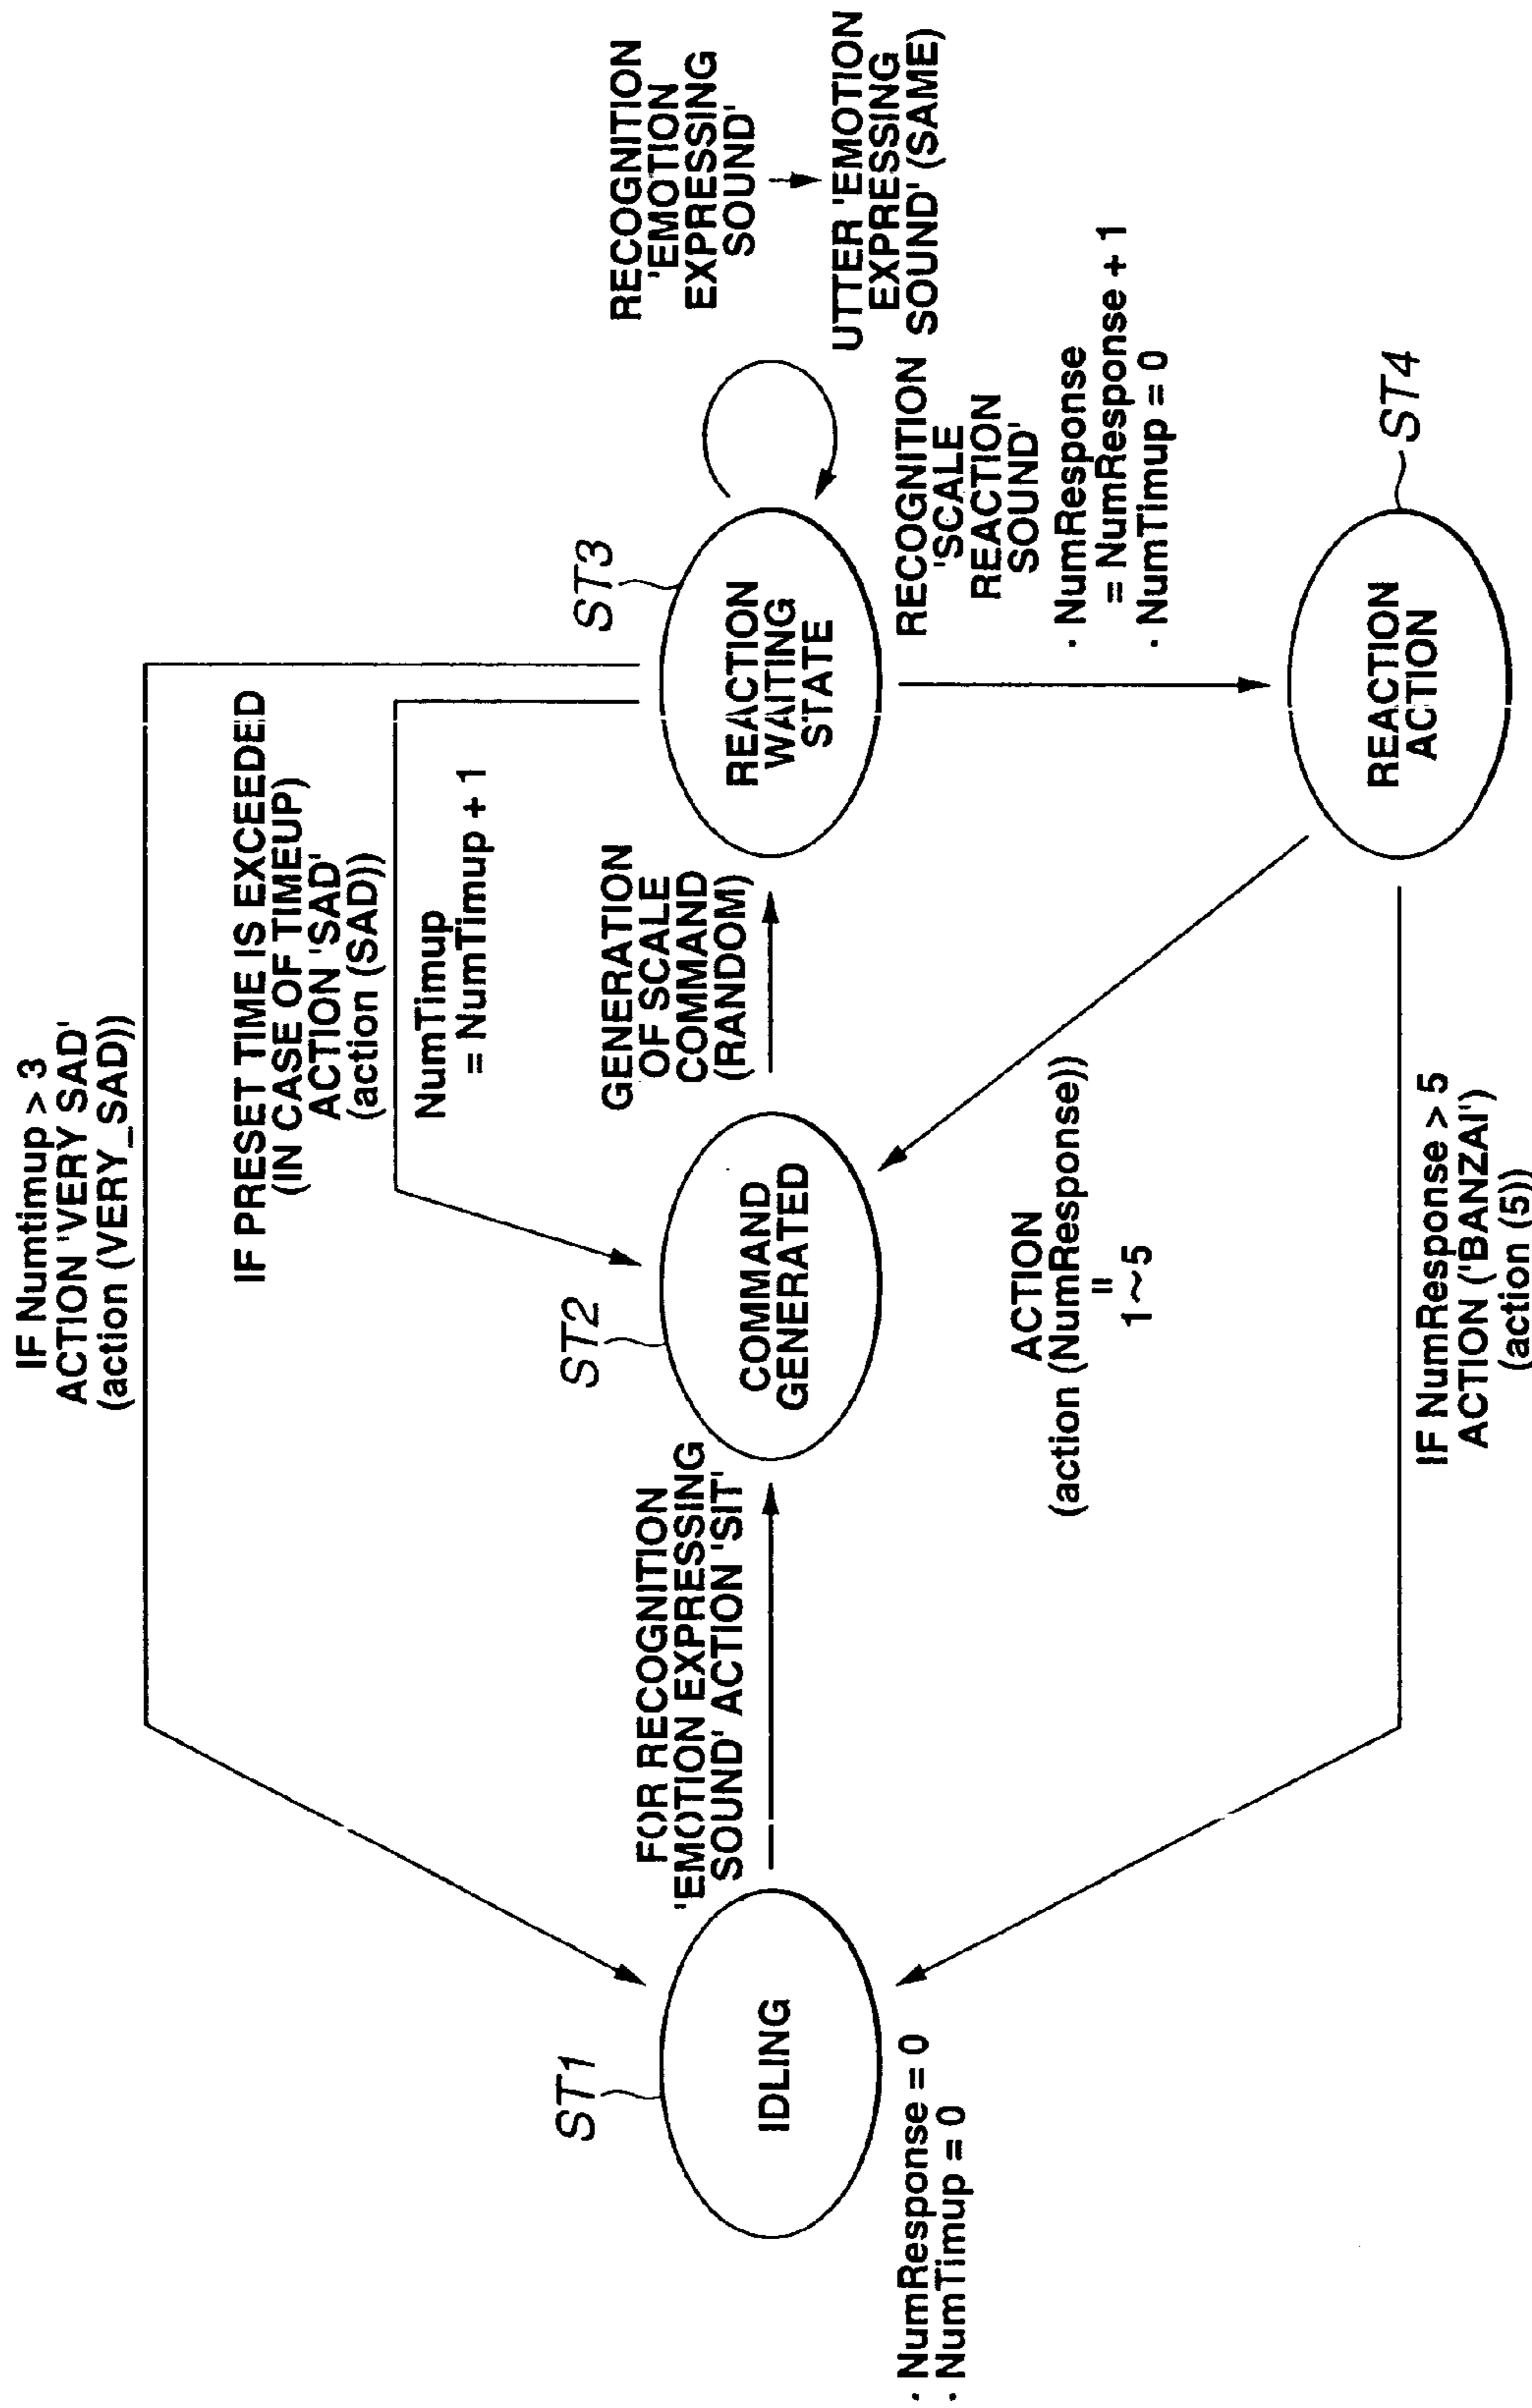 IF Numtimup > 3
ACTION 'VERY SAD'
(action (VERY_SAD))
IF PRESET TIME IS EXCEEDED
(IN CASE OF TIMEUP)
ACTION 'SAD'
(action (SAD))
NumTimup
= NumTimup + 1
ST1
IDLING
· NumResponse = 0
· NumTimup = 0
FOR RECOGNITION
'EMOTION EXPRESSING
SOUND' ACTION 'SIT'
ST2
COMMAND
GENERATED
GENERATION
OF SCALE
COMMAND
(RANDOM)
ST3
REACTION
WAITING
STATE
RECOGNITION
'EMOTION
EXPRESSING
SOUND'
UTTER 'EMOTION
EXPRESSING
SOUND' (SAME)
RECOGNITION
'SCALE
REACTION
SOUND'
· NumResponse
= NumResponse + 1
· NumTimup = 0
ACTION
(action (NumResponse))
=
1~5
REACTION
ACTION
ST4
IF NumResponse > 5
ACTION ('BANZAI')
(action (5))